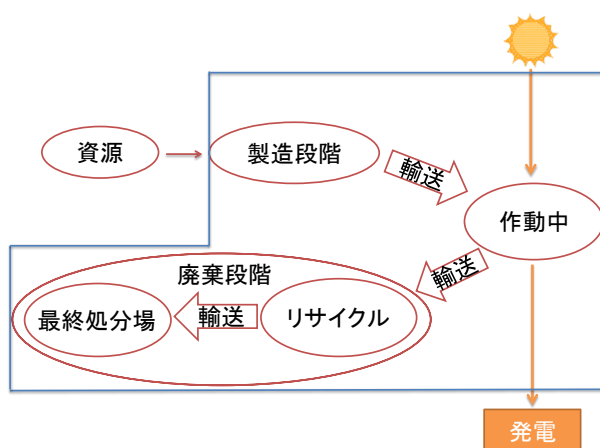 資源
製造段階
輸送
作動中
輸送
廃棄段階
最終処分場
輸送
リサイクル
発電